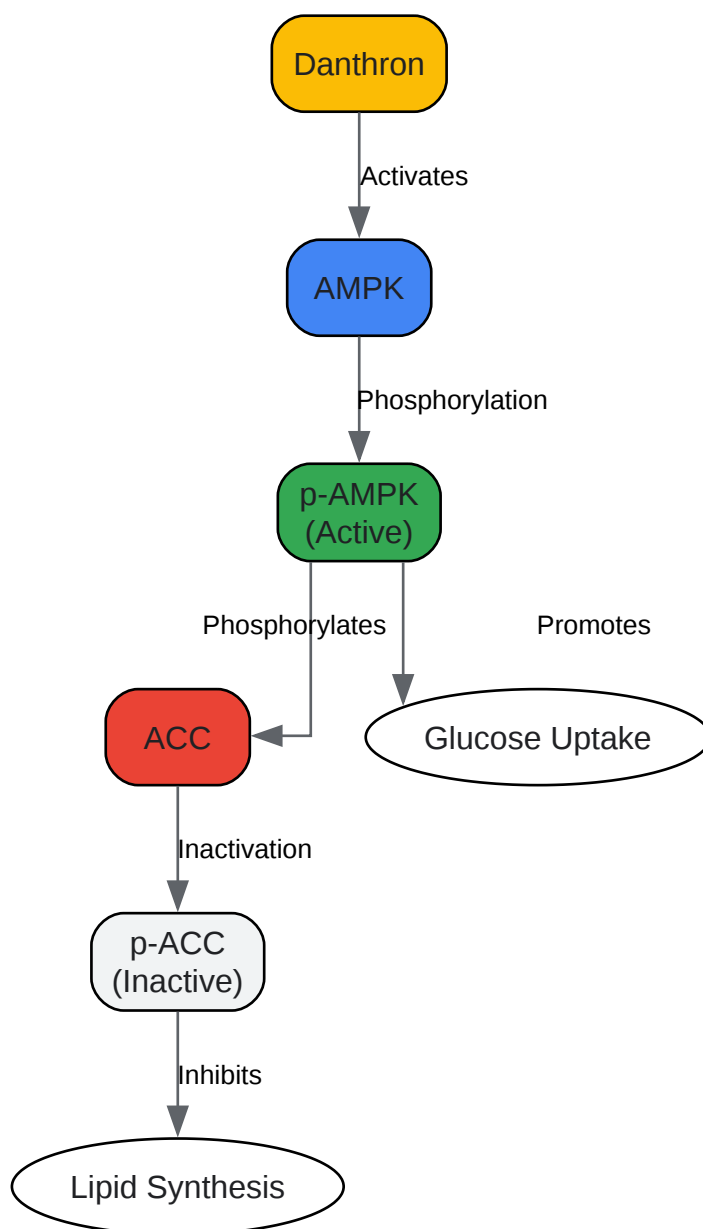 Danthron
Activates
AMPK
Phosphorylation
p-AMPK
(Active)
Phosphorylates
Promotes
ACC
Glucose Uptake
Inactivation
p-ACC
(Inactive)
Inhibits
Lipid Synthesis